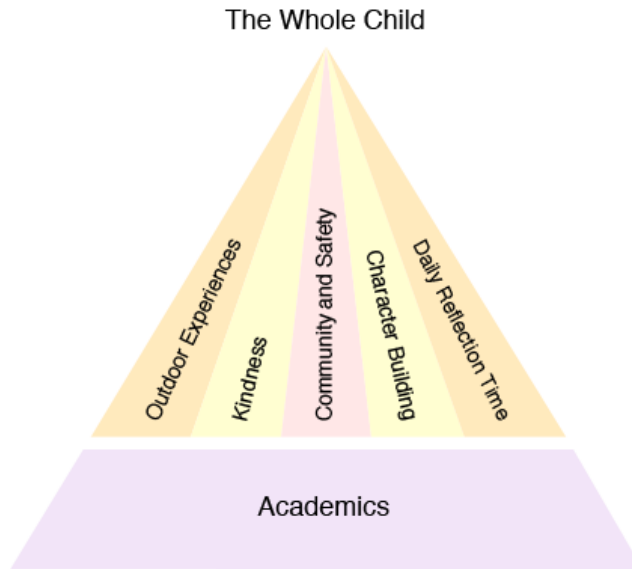 The Whole Child
Outdoor Experiences
Kindness
Community and Safety
Character Building
Daily Reflection Time
Academics